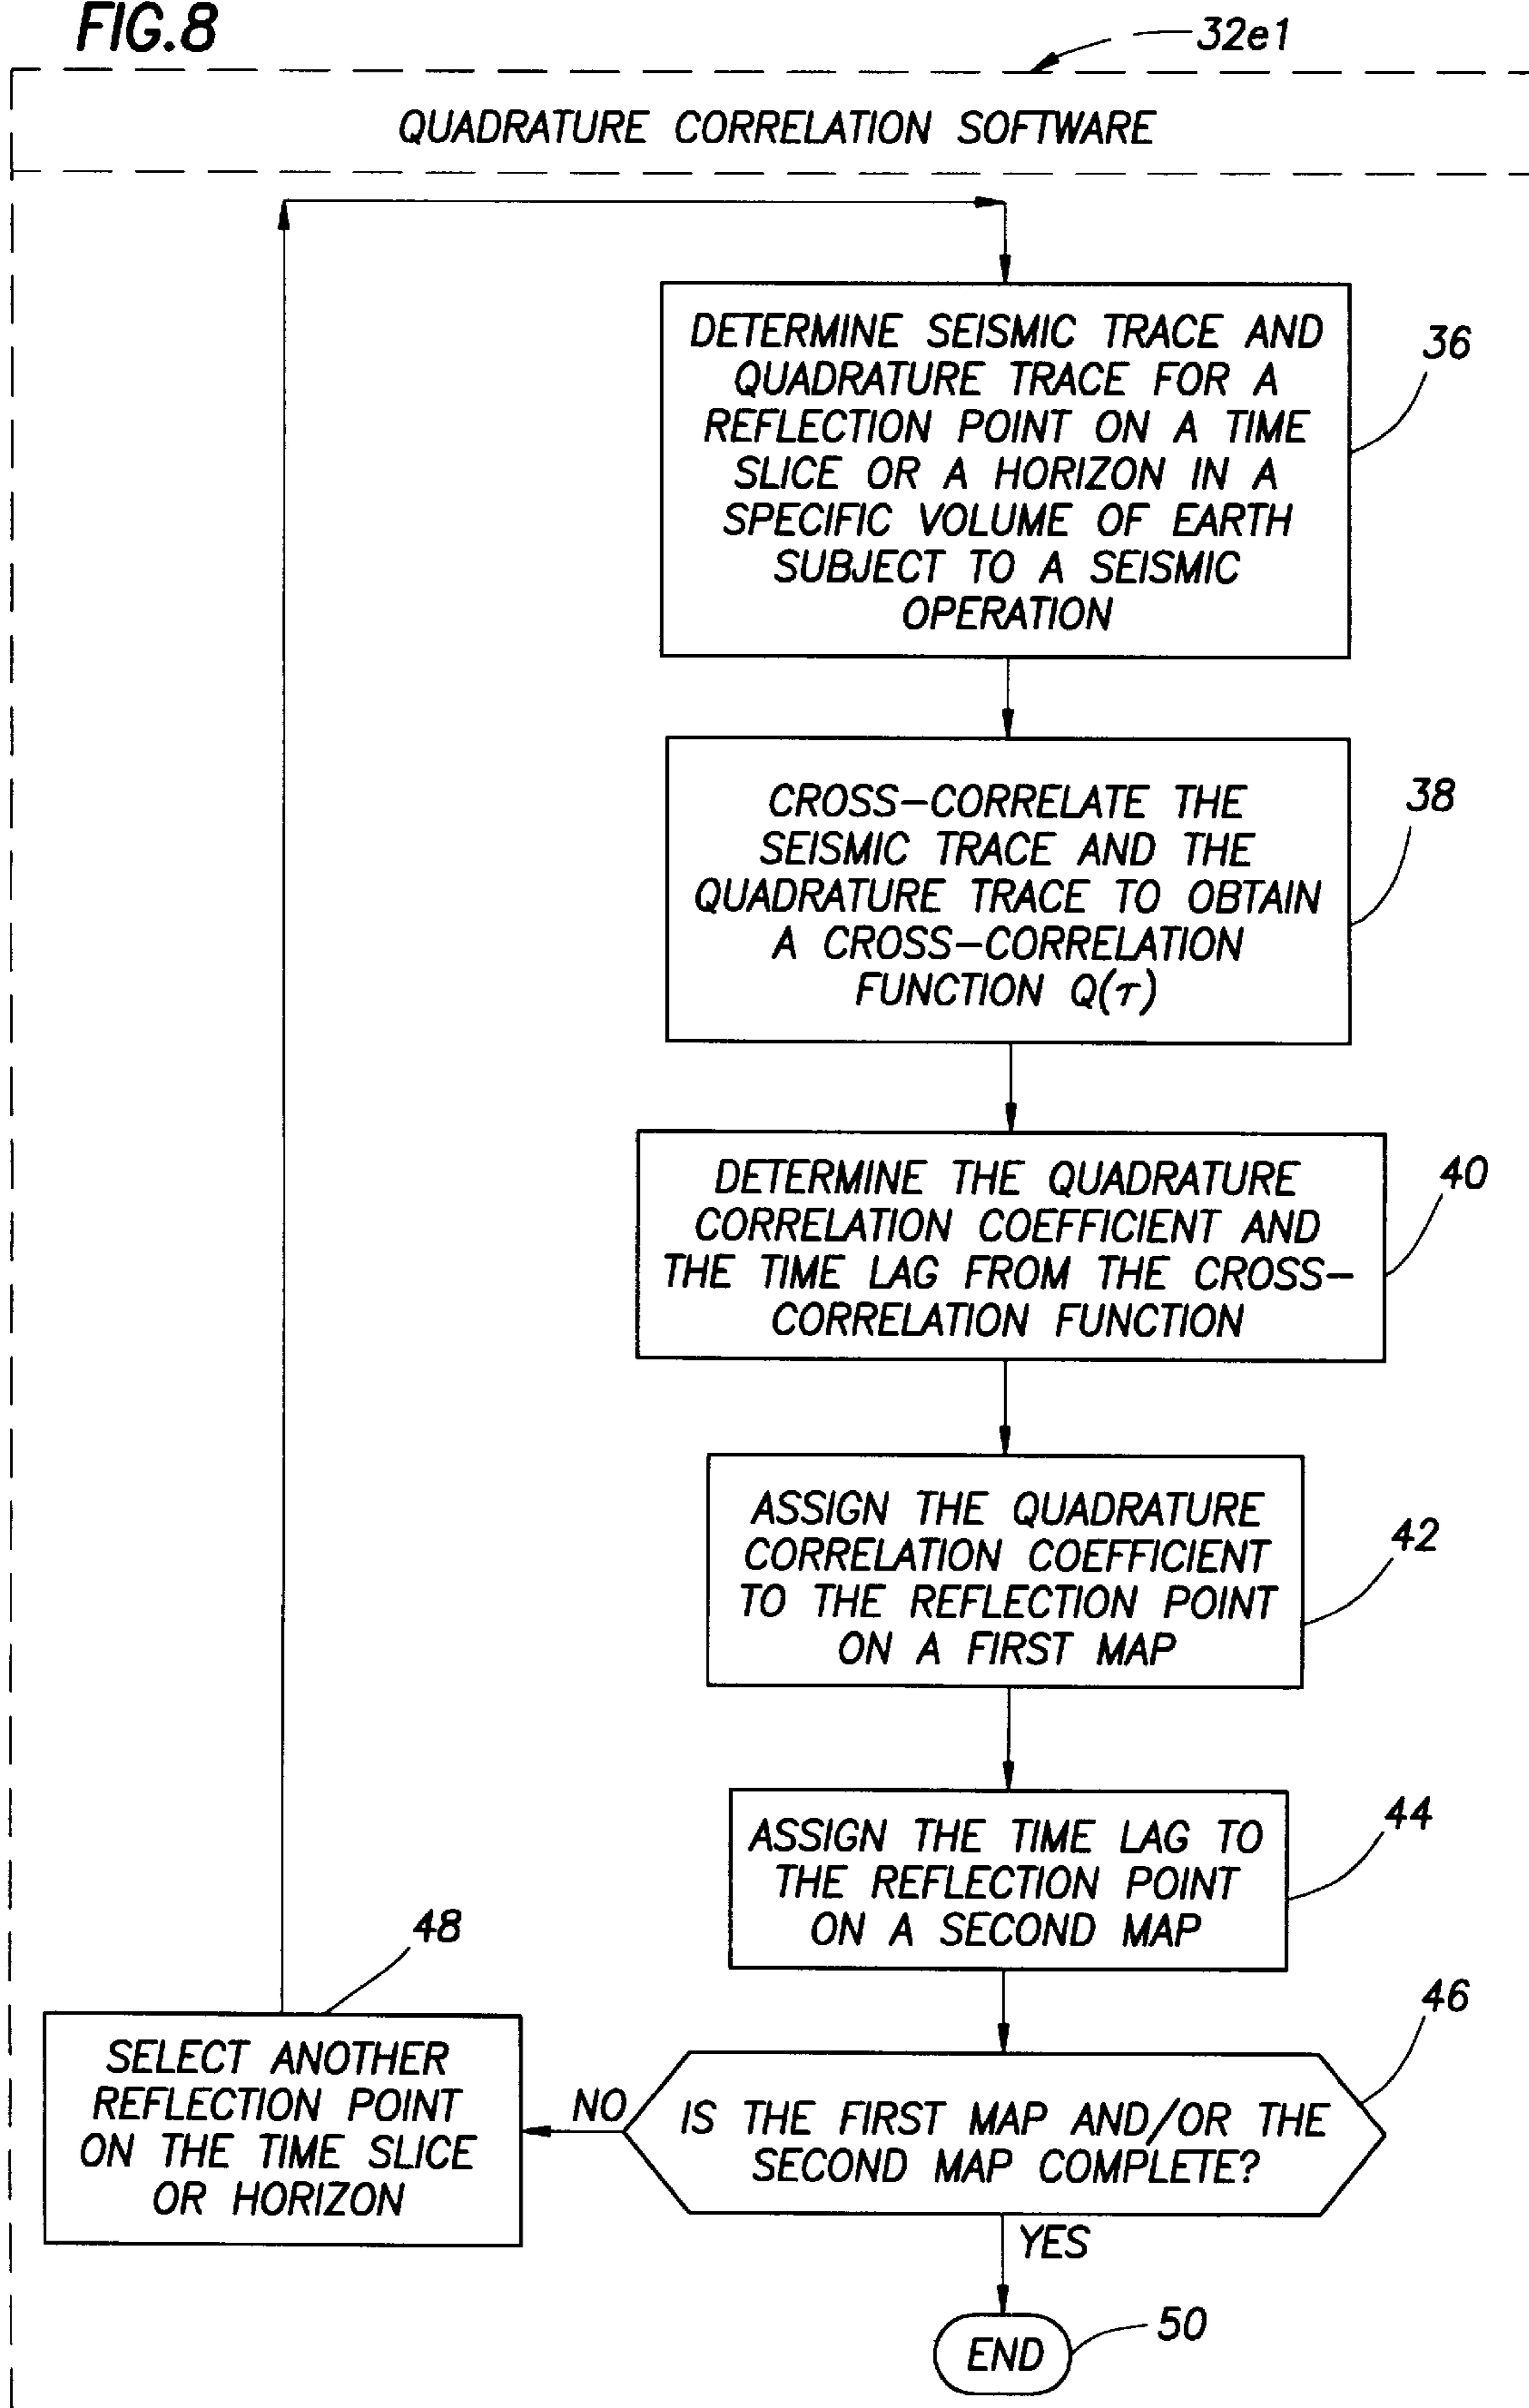 FIG.8
32e1
QUADRATURE CORRELATION SOFTWARE
DETERMINE SEISMIC TRACE AND
QUADRATURE TRACE FOR A
REFLECTION POINT ON A TIME
SLICE OR A HORIZON IN A
SPECIFIC VOLUME OF EARTH
SUBJECT TO A SEISMIC
OPERATION
36
CROSS-CORRELATE THE
SEISMIC TRACE AND THE
QUADRATURE TRACE TO OBTAIN
A CROSS-CORRELATION
FUNCTION Q(τ)
38
DETERMINE THE QUADRATURE
CORRELATION COEFFICIENT AND
THE TIME LAG FROM THE CROSS-
CORRELATION FUNCTION
40
ASSIGN THE QUADRATURE
CORRELATION COEFFICIENT
TO THE REFLECTION POINT
ON A FIRST MAP
42
ASSIGN THE TIME LAG TO
THE REFLECTION POINT
ON A SECOND MAP
44
IS THE FIRST MAP AND/OR THE
SECOND MAP COMPLETE?
46
NO
SELECT ANOTHER
REFLECTION POINT
ON THE TIME SLICE
OR HORIZON
48
YES
END
50